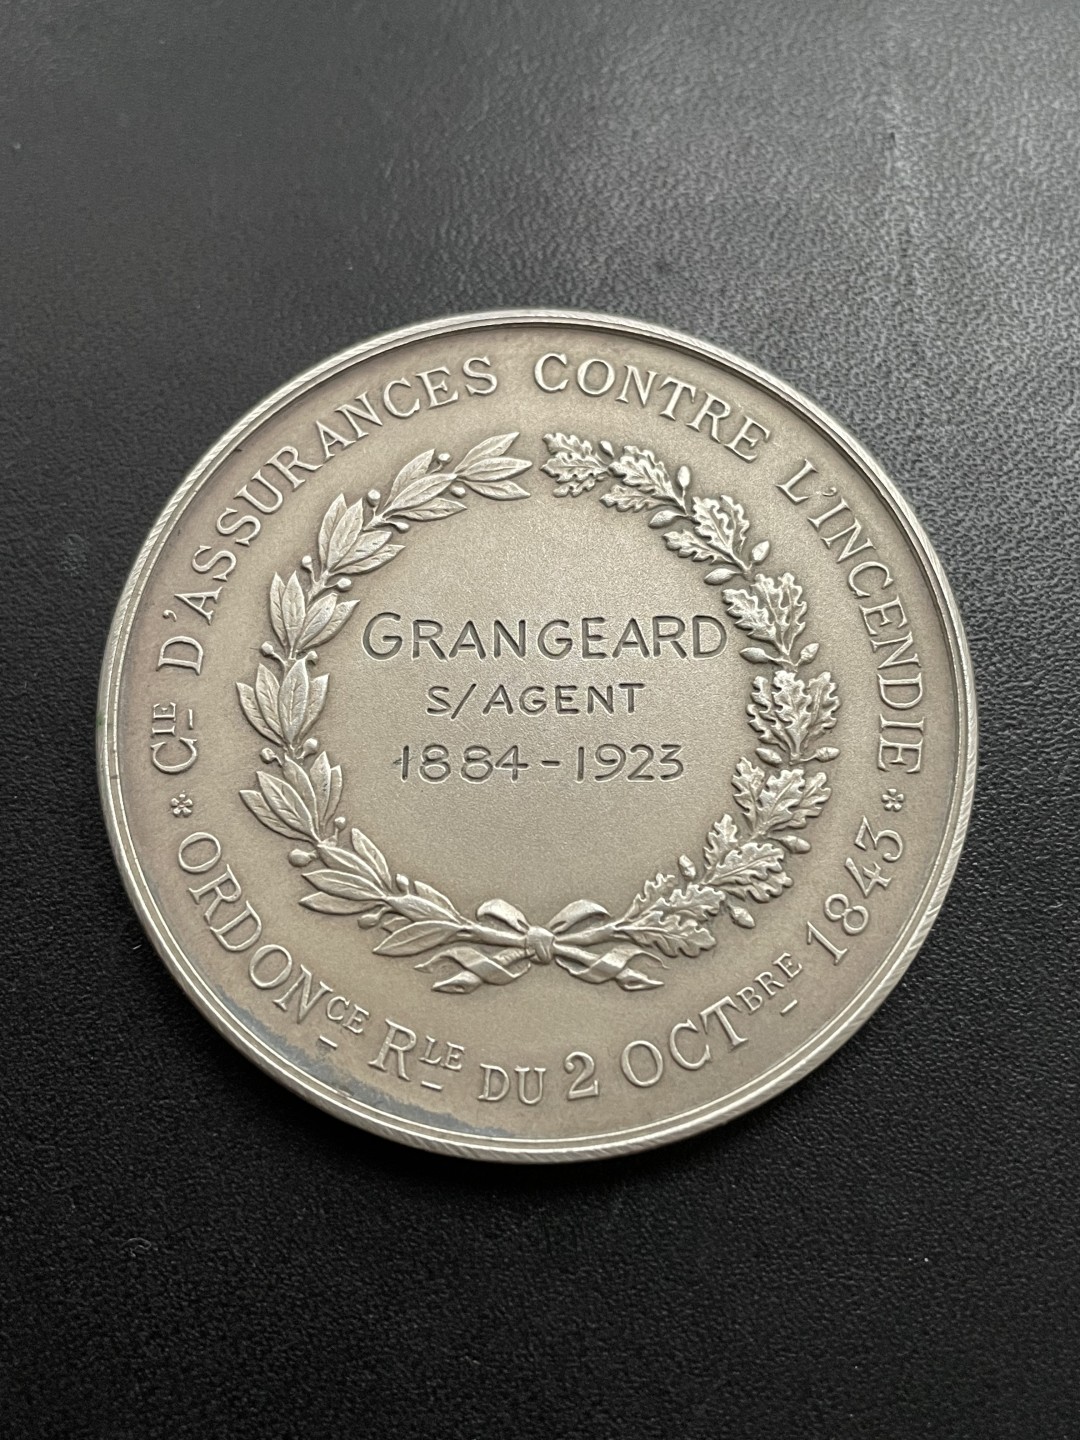 CIE D'ASSURANCES CONTRE L'INCENDIE
GRANGEARD
S/AGENT
1884-1923
* ORDONCE RLE DU 2 OCTBRE 1843 *